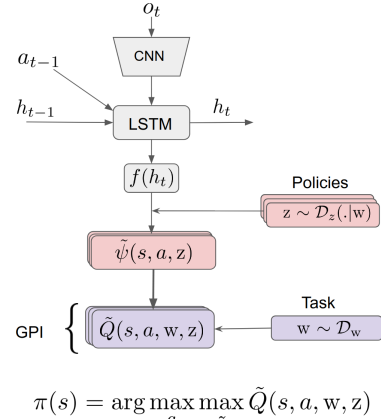 o_t
CNN
a_{t-1}
h_{t-1}
LSTM
h_t
f(h_t)
Policies
z ∼ D_z(.|w)
ψ̃(s, a, z)
Task
GPI { Q̃(s, a, w, z)
w ∼ D_w
π(s) = arg max max Q̃(s, a, w, z)